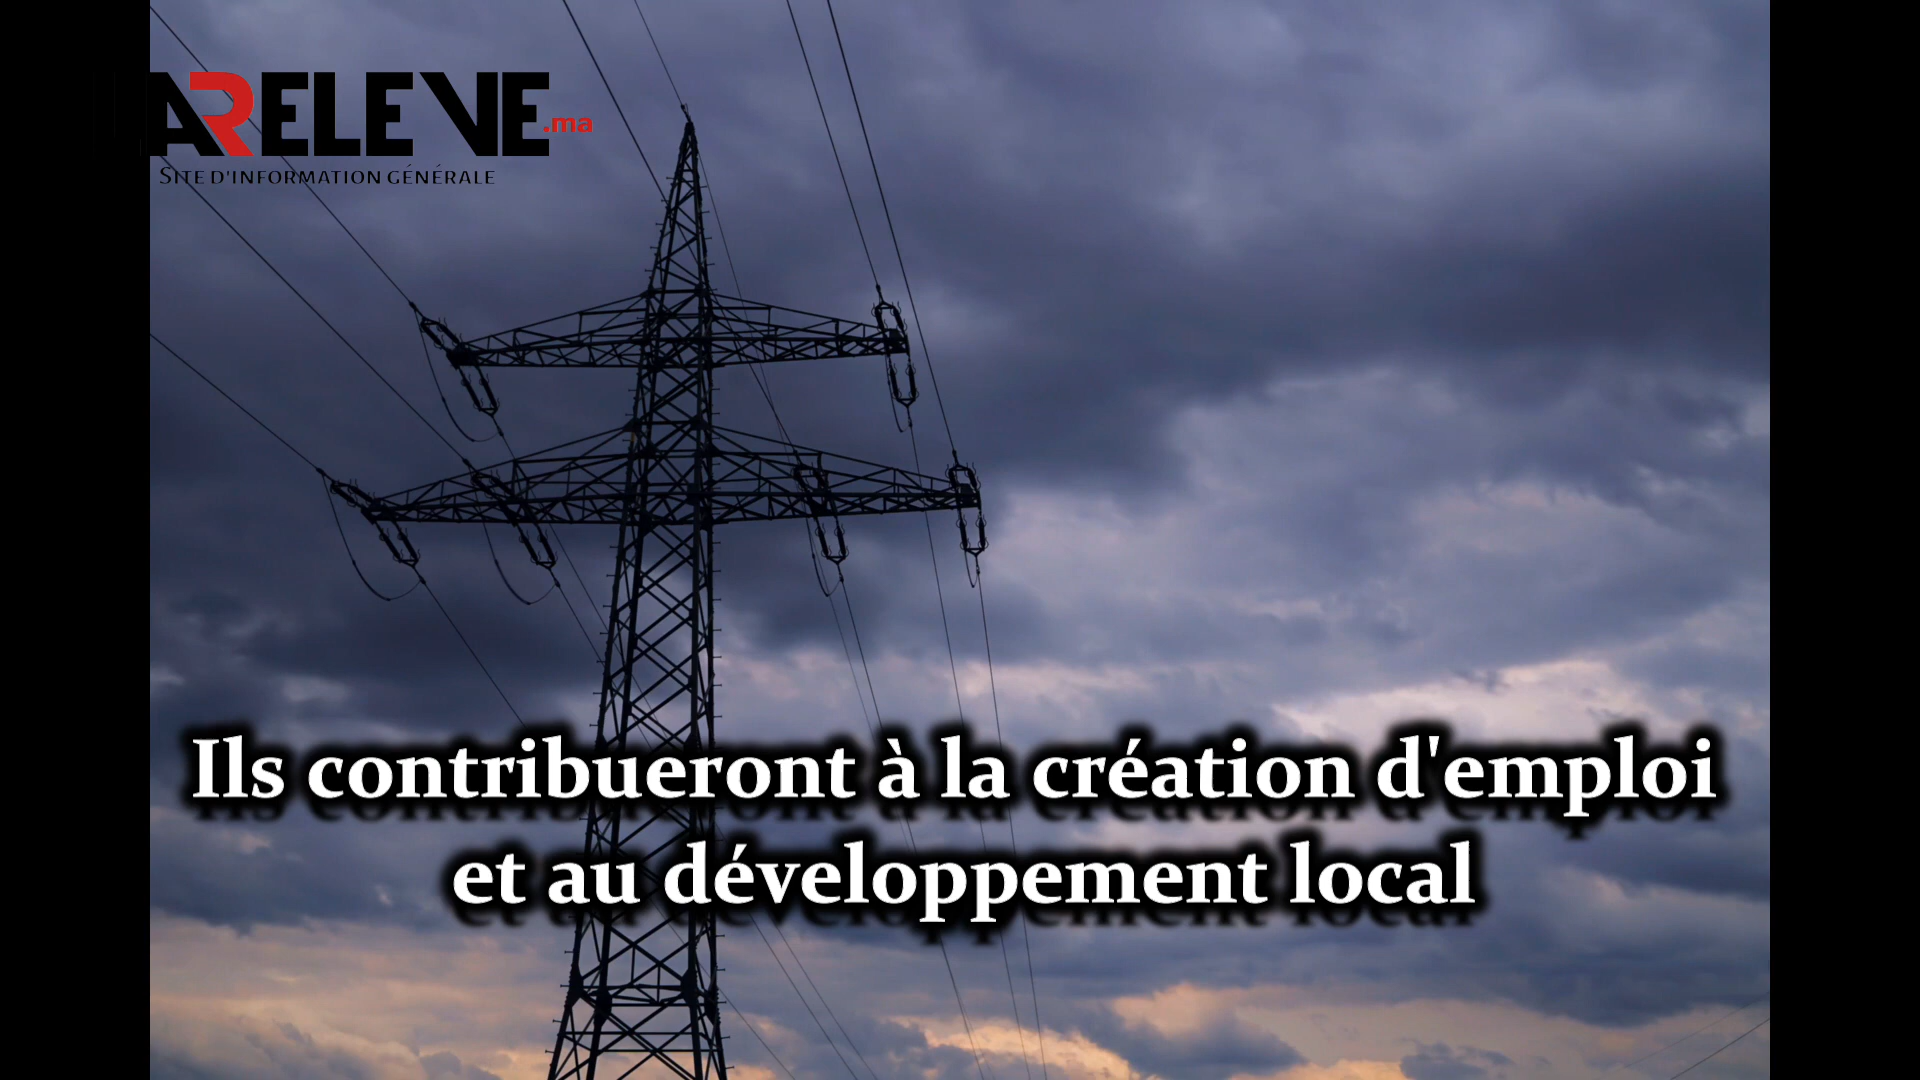 LARELEVE.ma
SITE D'INFORMATION GÉNÉRALE
Ils contribueront à la création d'emploi
et au développement local